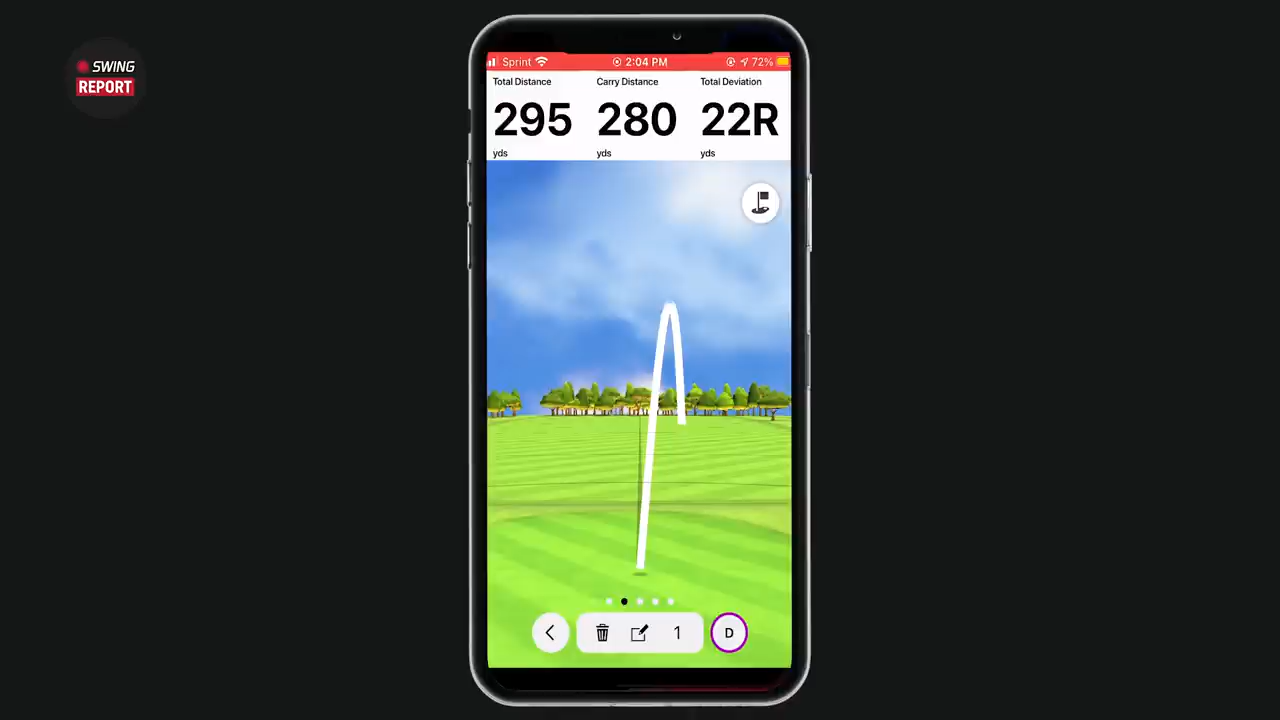 SWING
REPORT
Sprint 2:04 PM 72%
Total Distance Carry Distance Total Deviation
295 280 22R
yds yds yds
1 D